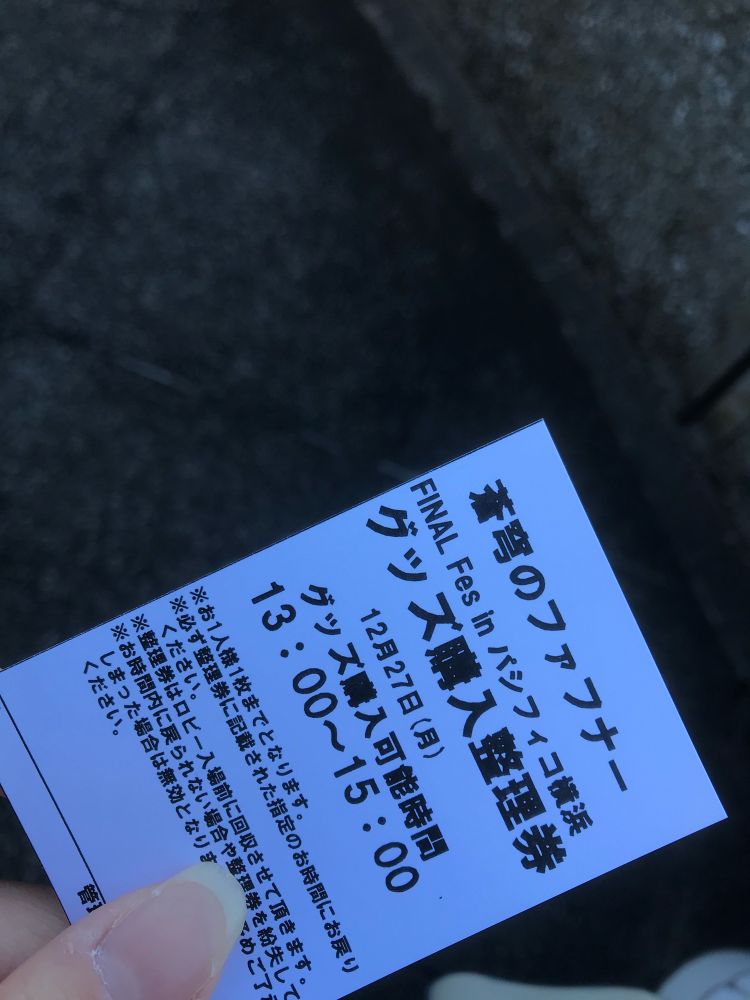 蒼穹のファフナー
FINAL Fes in パシフィコ横浜
グッズ購入整理券
12月27日(月)
グッズ購入可能時間
13:00～15:00
※お1人様1枚までとなります。
※必ず整理券に記載された指定のお時間にお戻り
ください。
※整理券はロビー入場前に回収させて頂きます。
※お時間内に戻られない場合や整理券を紛失して
しまった場合は無効となりま めご了
ください。
管